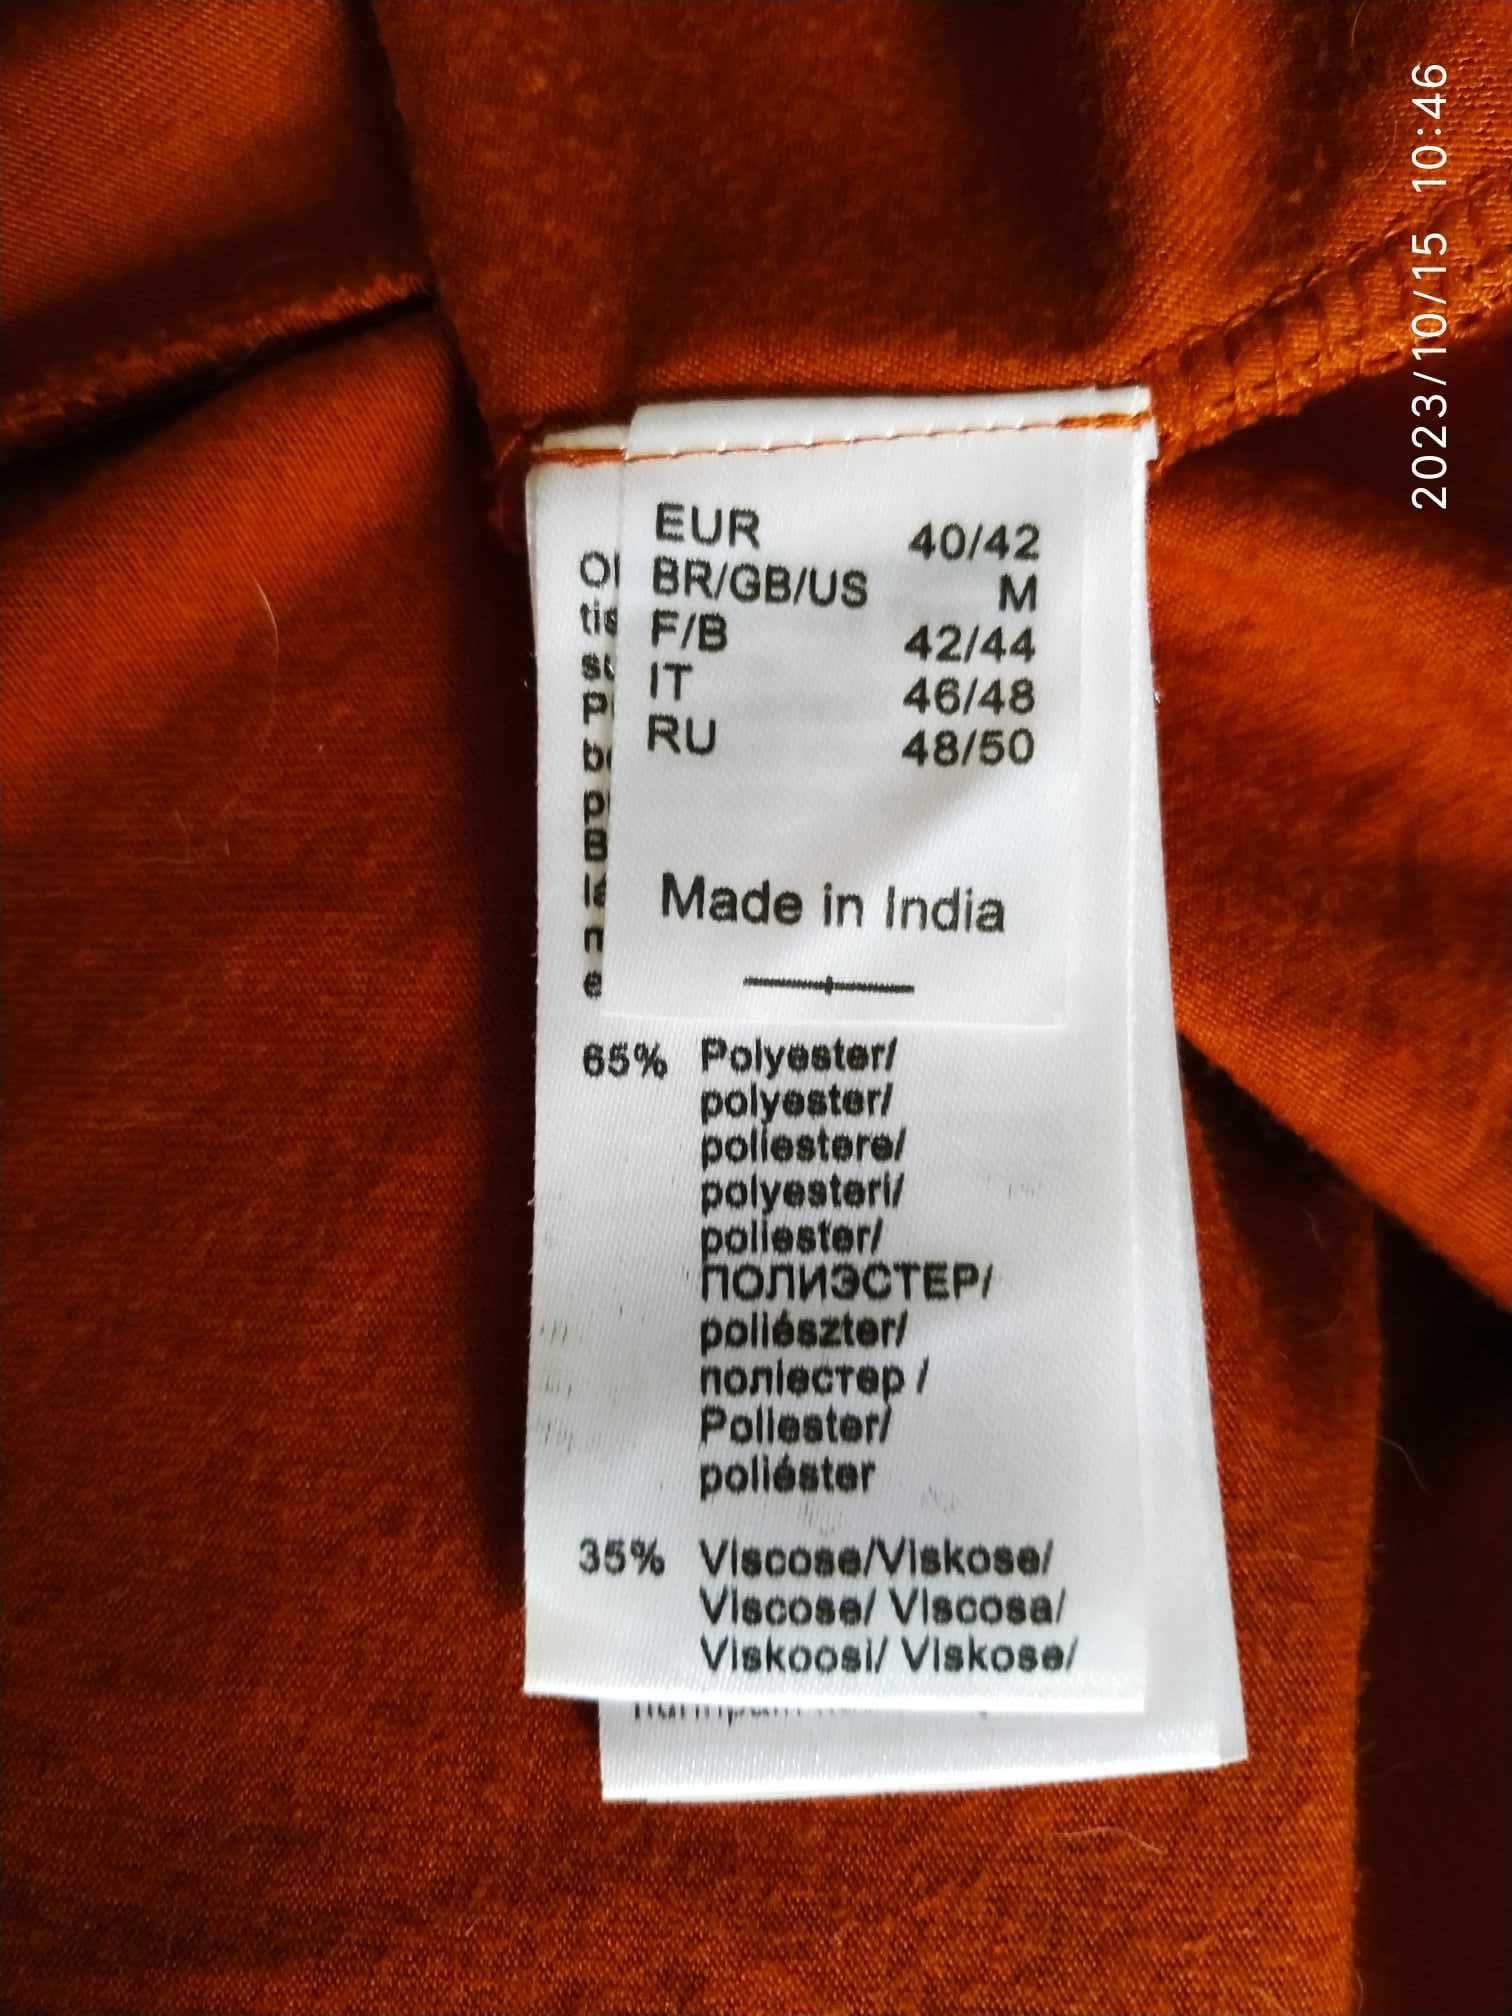 2023/10/15 10:46
EUR 40/42
BR/GB/US M
F/B 42/44
IT 46/48
RU 48/50
Made in India
65% Polyester/
polyester/
poliestere/
polyesteri/
poliester/
ПОЛИЭСТЕР/
poliészter/
поліестер /
Poliester/
poliéster
35% Viscose/Viskose/
Viscose/ Viscosa/
Viskoosi/ Viskose/